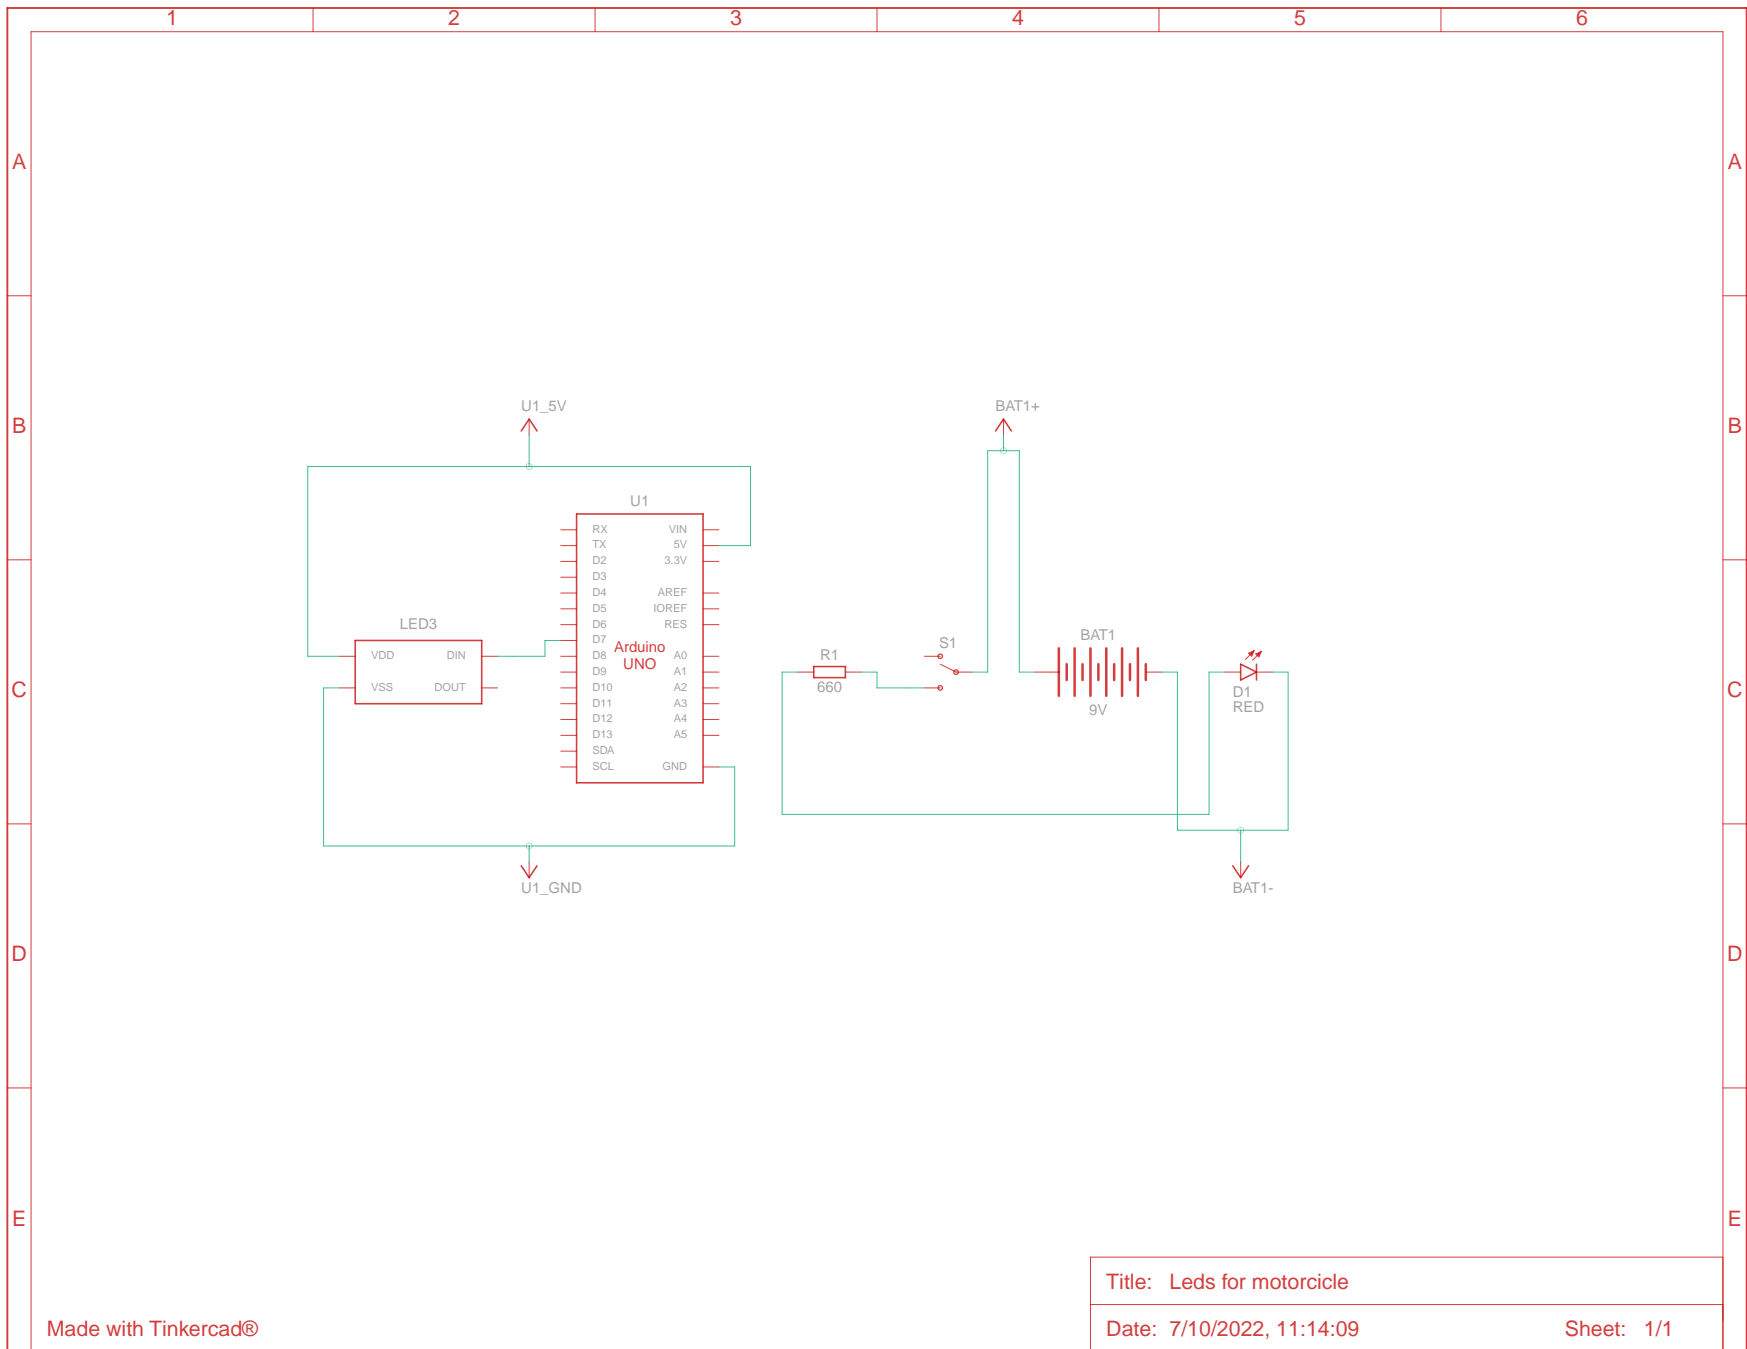 1 2 3 4 5 6
A A
B B
C C
D D
E E
U1_5V
U1
RX VIN
TX 5V
D2 3.3V
D3
D4 AREF
D5 IOREF
D6 RES
D7
D8 A0
D9 A1
D10 A2
D11 A3
D12 A4
D13 A5
SDA
SCL GND
Arduino
UNO
LED3
VDD DIN
VSS DOUT
U1_GND
BAT1+
S1
R1
660
BAT1
9V
D1
RED
BAT1-
Title: Leds for motorcicle
Date: 7/10/2022, 11:14:09 Sheet: 1/1
Made with Tinkercad®